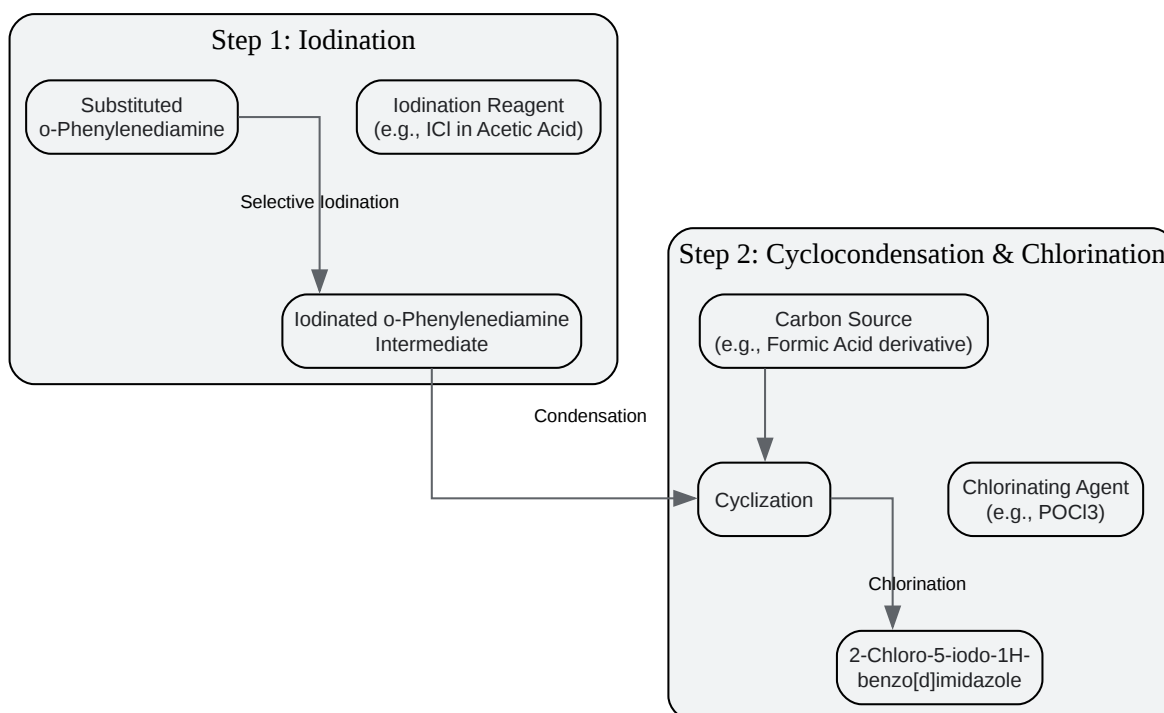 Step 1: Iodination
Substituted
o-Phenylenediamine
Iodination Reagent
(e.g., ICl in Acetic Acid)
Selective Iodination
Iodinated o-Phenylenediamine
Intermediate
Condensation
Step 2: Cyclocondensation & Chlorination
Carbon Source
(e.g., Formic Acid derivative)
Cyclization
Chlorinating Agent
(e.g., POCl3)
Chlorination
2-Chloro-5-iodo-1H-
benzo[d]imidazole